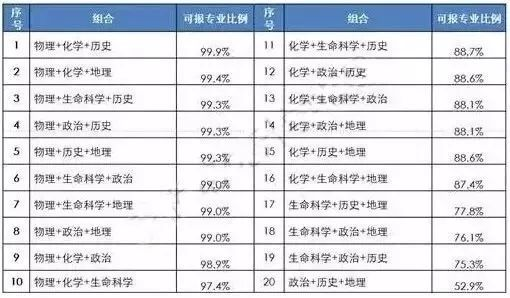 序号 组合 可报专业比例 序号 组合 可报专业比例
1 物理+化学+历史 99.9% 11 化学+生命科学+历史 88.7%
2 物理+化学+地理 99.4% 12 化学+政治+历史 88.6%
3 物理+生命科学+历史 99.3% 13 化学+生命科学+政治 88.1%
4 物理+政治+历史 99.3% 14 化学+政治+地理 88.1%
5 物理+历史+地理 99.3% 15 化学+历史+地理 88.6%
6 物理+生命科学+政治 99.0% 16 化学+生命科学+地理 87.4%
7 物理+生命科学+地理 99.0% 17 生命科学+历史+地理 77.8%
8 物理+政治+地理 99.0% 18 生命科学+政治+地理 76.1%
9 物理+化学+政治 98.9% 19 生命科学+政治+历史 75.3%
10 物理+化学+生命科学 97.4% 20 政治+历史+地理 52.9%